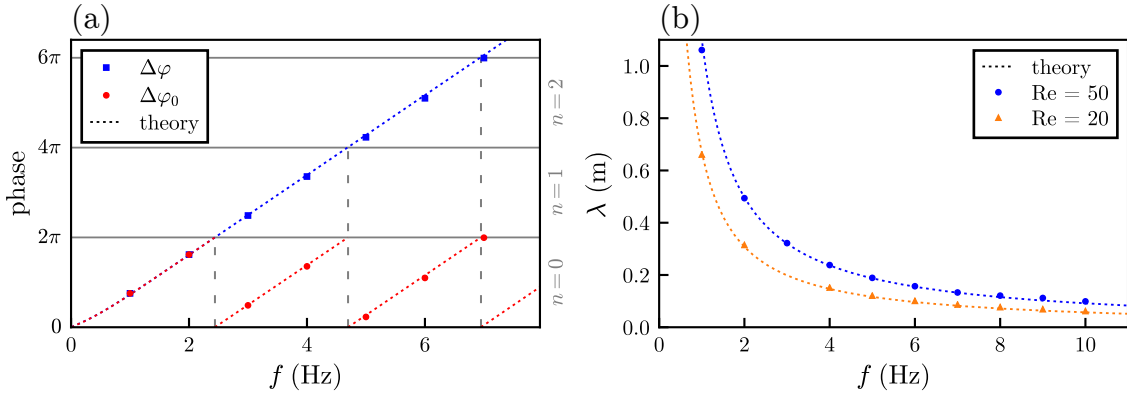 (a)
6π
4π
2π
0
phase
Δφ
Δφ₀
theory
n = 2
n = 1
n = 0
0 2 4 6
f (Hz)
(b)
1.0
0.8
0.6
0.4
0.2
0.0
λ (m)
theory
Re = 50
Re = 20
0 2 4 6 8 10
f (Hz)